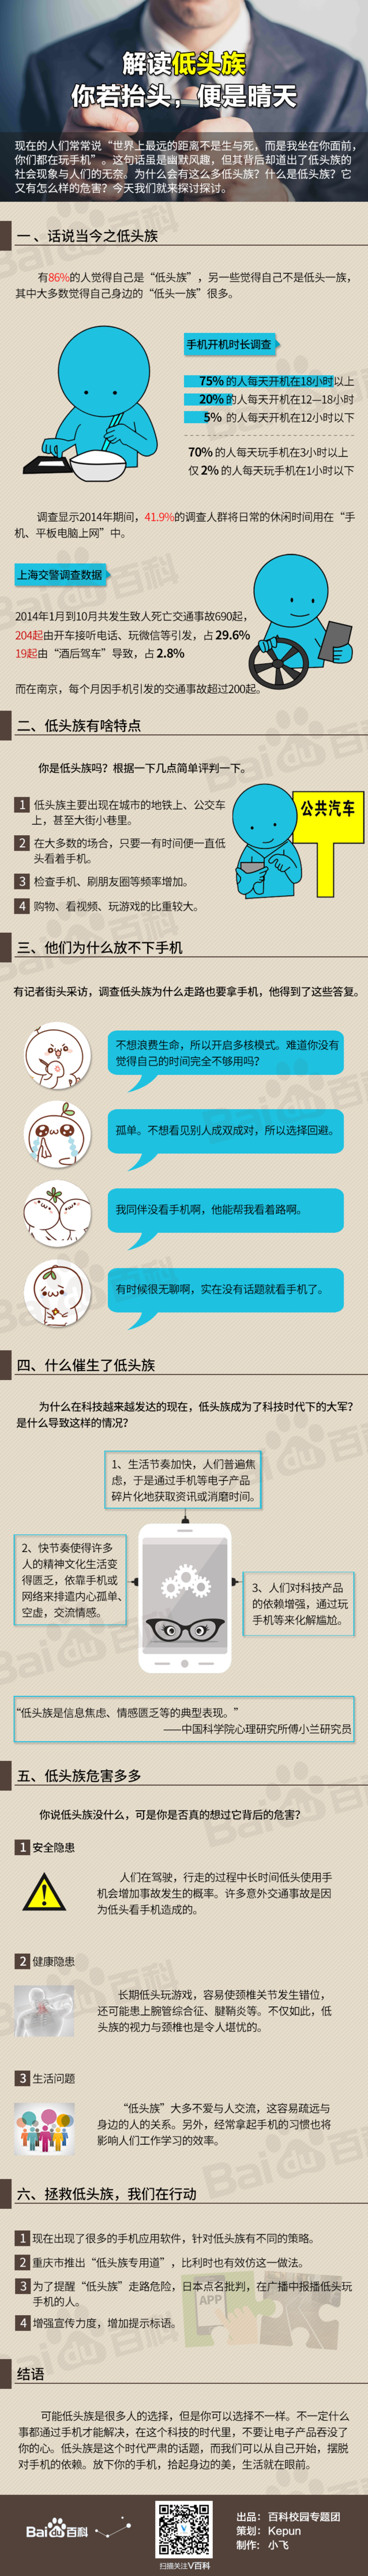 解读低头族
你若抬头，便是晴天
现在的人们常常说“世界上最远的距离不是生与死，而是我坐在你面前，
你们都在玩手机”。这句话虽是幽默风趣，但其背后却道出了低头族的
社会现象与人们的无奈。为什么会有这么多低头族？什么是低头族？它
又有怎么样的危害？今天我们就来探讨探讨。
一、话说当今之低头族
有86%的人觉得自己是“低头族”，另一些觉得自己不是低头一族，
其中大多数觉得自己身边的“低头一族”很多。
手机开机时长调查
75% 的人每天开机在18小时以上
20% 的人每天开机在12—18小时
5% 的人每天开机在12小时以下
70% 的人每天玩手机在3小时以上
仅 2% 的人每天玩手机在1小时以下
调查显示2014年期间，41.9%的调查人群将日常的休闲时间用在“手
机、平板电脑上网”中。
上海交警调查数据
2014年1月到10月共发生致人死亡交通事故690起，
204起由开车接听电话、玩微信等引发，占 29.6%
19起由“酒后驾车”导致，占 2.8%
而在南京，每个月因手机引发的交通事故超过200起。
二、低头族有啥特点
你是低头族吗？根据一下几点简单评判一下。
1 低头族主要出现在城市的地铁上、公交车
上，甚至大街小巷里。
2 在大多数的场合，只要一有时间便一直低
头看着手机。
3 检查手机、刷朋友圈等频率增加。
4 购物、看视频、玩游戏的比重较大。
公共汽车
三、他们为什么放不下手机
有记者街头采访，调查低头族为什么走路也要拿手机，他得到了这些答复。
不想浪费生命，所以开启多核模式。难道你没有
觉得自己的时间完全不够用吗？
孤单。不想看见别人成双成对，所以选择回避。
我同伴没看手机啊，他能帮我看着路啊。
有时候很无聊啊，实在没有话题就看手机了。
四、什么催生了低头族
为什么在科技越来越发达的现在，低头族成为了科技时代下的大军？
是什么导致这样的情况？
1、生活节奏加快，人们普遍焦
虑，于是通过手机等电子产品
碎片化地获取资讯或消磨时间。
2、快节奏使得许多
人的精神文化生活变
得匮乏，依靠手机或
网络来排遣内心孤单、
空虚，交流情感。
3、人们对科技产品
的依赖增强，通过玩
手机等来化解尴尬。
“低头族是信息焦虑、情感匮乏等的典型表现。”
——中国科学院心理研究所傅小兰研究员
五、低头族危害多多
你说低头族没什么，可是你是否真的想过它背后的危害？
1 安全隐患
人们在驾驶，行走的过程中长时间低头使用手
机会增加事故发生的概率。许多意外交通事故是因
为低头看手机造成的。
2 健康隐患
长期低头玩游戏，容易使颈椎关节发生错位，
还可能患上腕管综合征、腱鞘炎等。不仅如此，低
头族的视力与颈椎也是令人堪忧的。
3 生活问题
“低头族”大多不爱与人交流，这容易疏远与
身边的人的关系。另外，经常拿起手机的习惯也将
影响人们工作学习的效率。
六、拯救低头族，我们在行动
1 现在出现了很多的手机应用软件，针对低头族有不同的策略。
2 重庆市推出“低头族专用道”，比利时也有效仿这一做法。
3 为了提醒“低头族”走路危险，日本点名批判，在广播中报播低头玩
手机的人。
4 增强宣传力度，增加提示标语。
APP
结语
可能低头族是很多人的选择，但是你可以选择不一样。不一定什么
事都通过手机才能解决，在这个科技的时代里，不要让电子产品吞没了
你的心。低头族是这个时代严肃的话题，而我们可以从自己开始，摆脱
对手机的依赖。放下你的手机，拾起身边的美，生活就在眼前。
Bai du 百科
扫描关注V百科
出品：百科校园专题团
策划：Kepun
制作：小飞